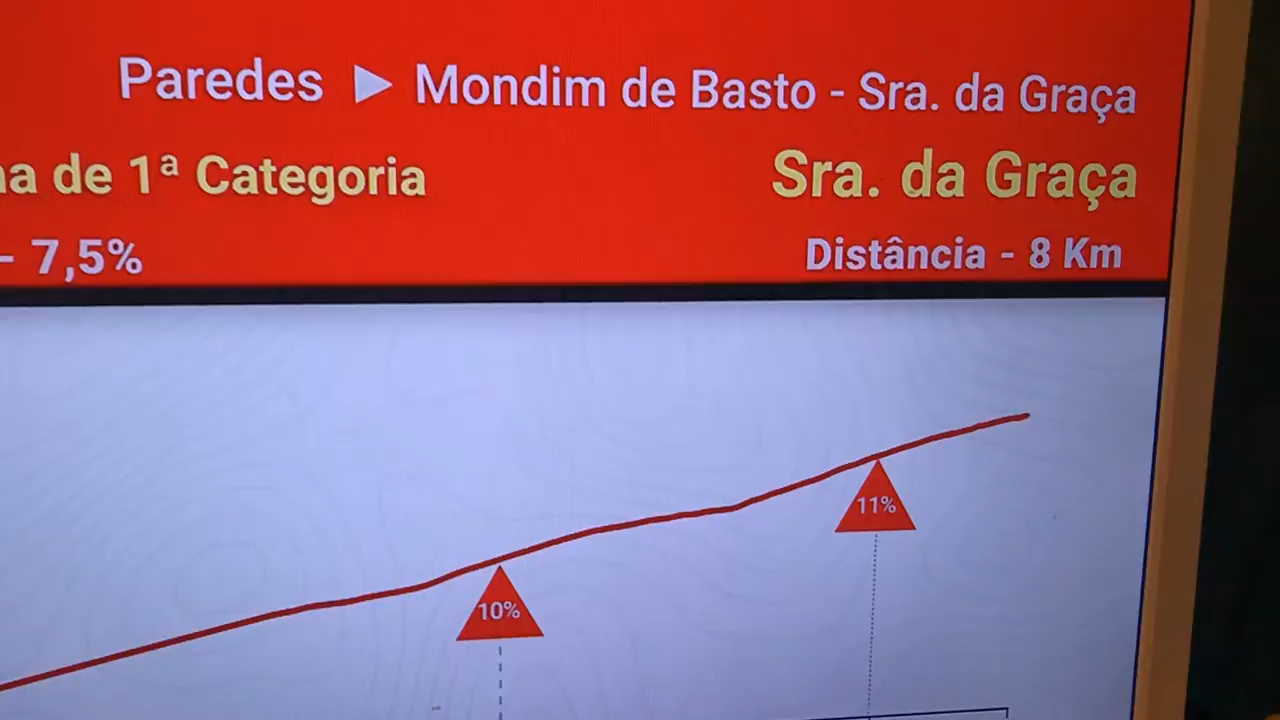 Paredes ▶ Mondim de Basto - Sra. da Graça
de 1ª Categoria
Sra. da Graça
- 7,5%
Distância - 8 Km
11%
10%